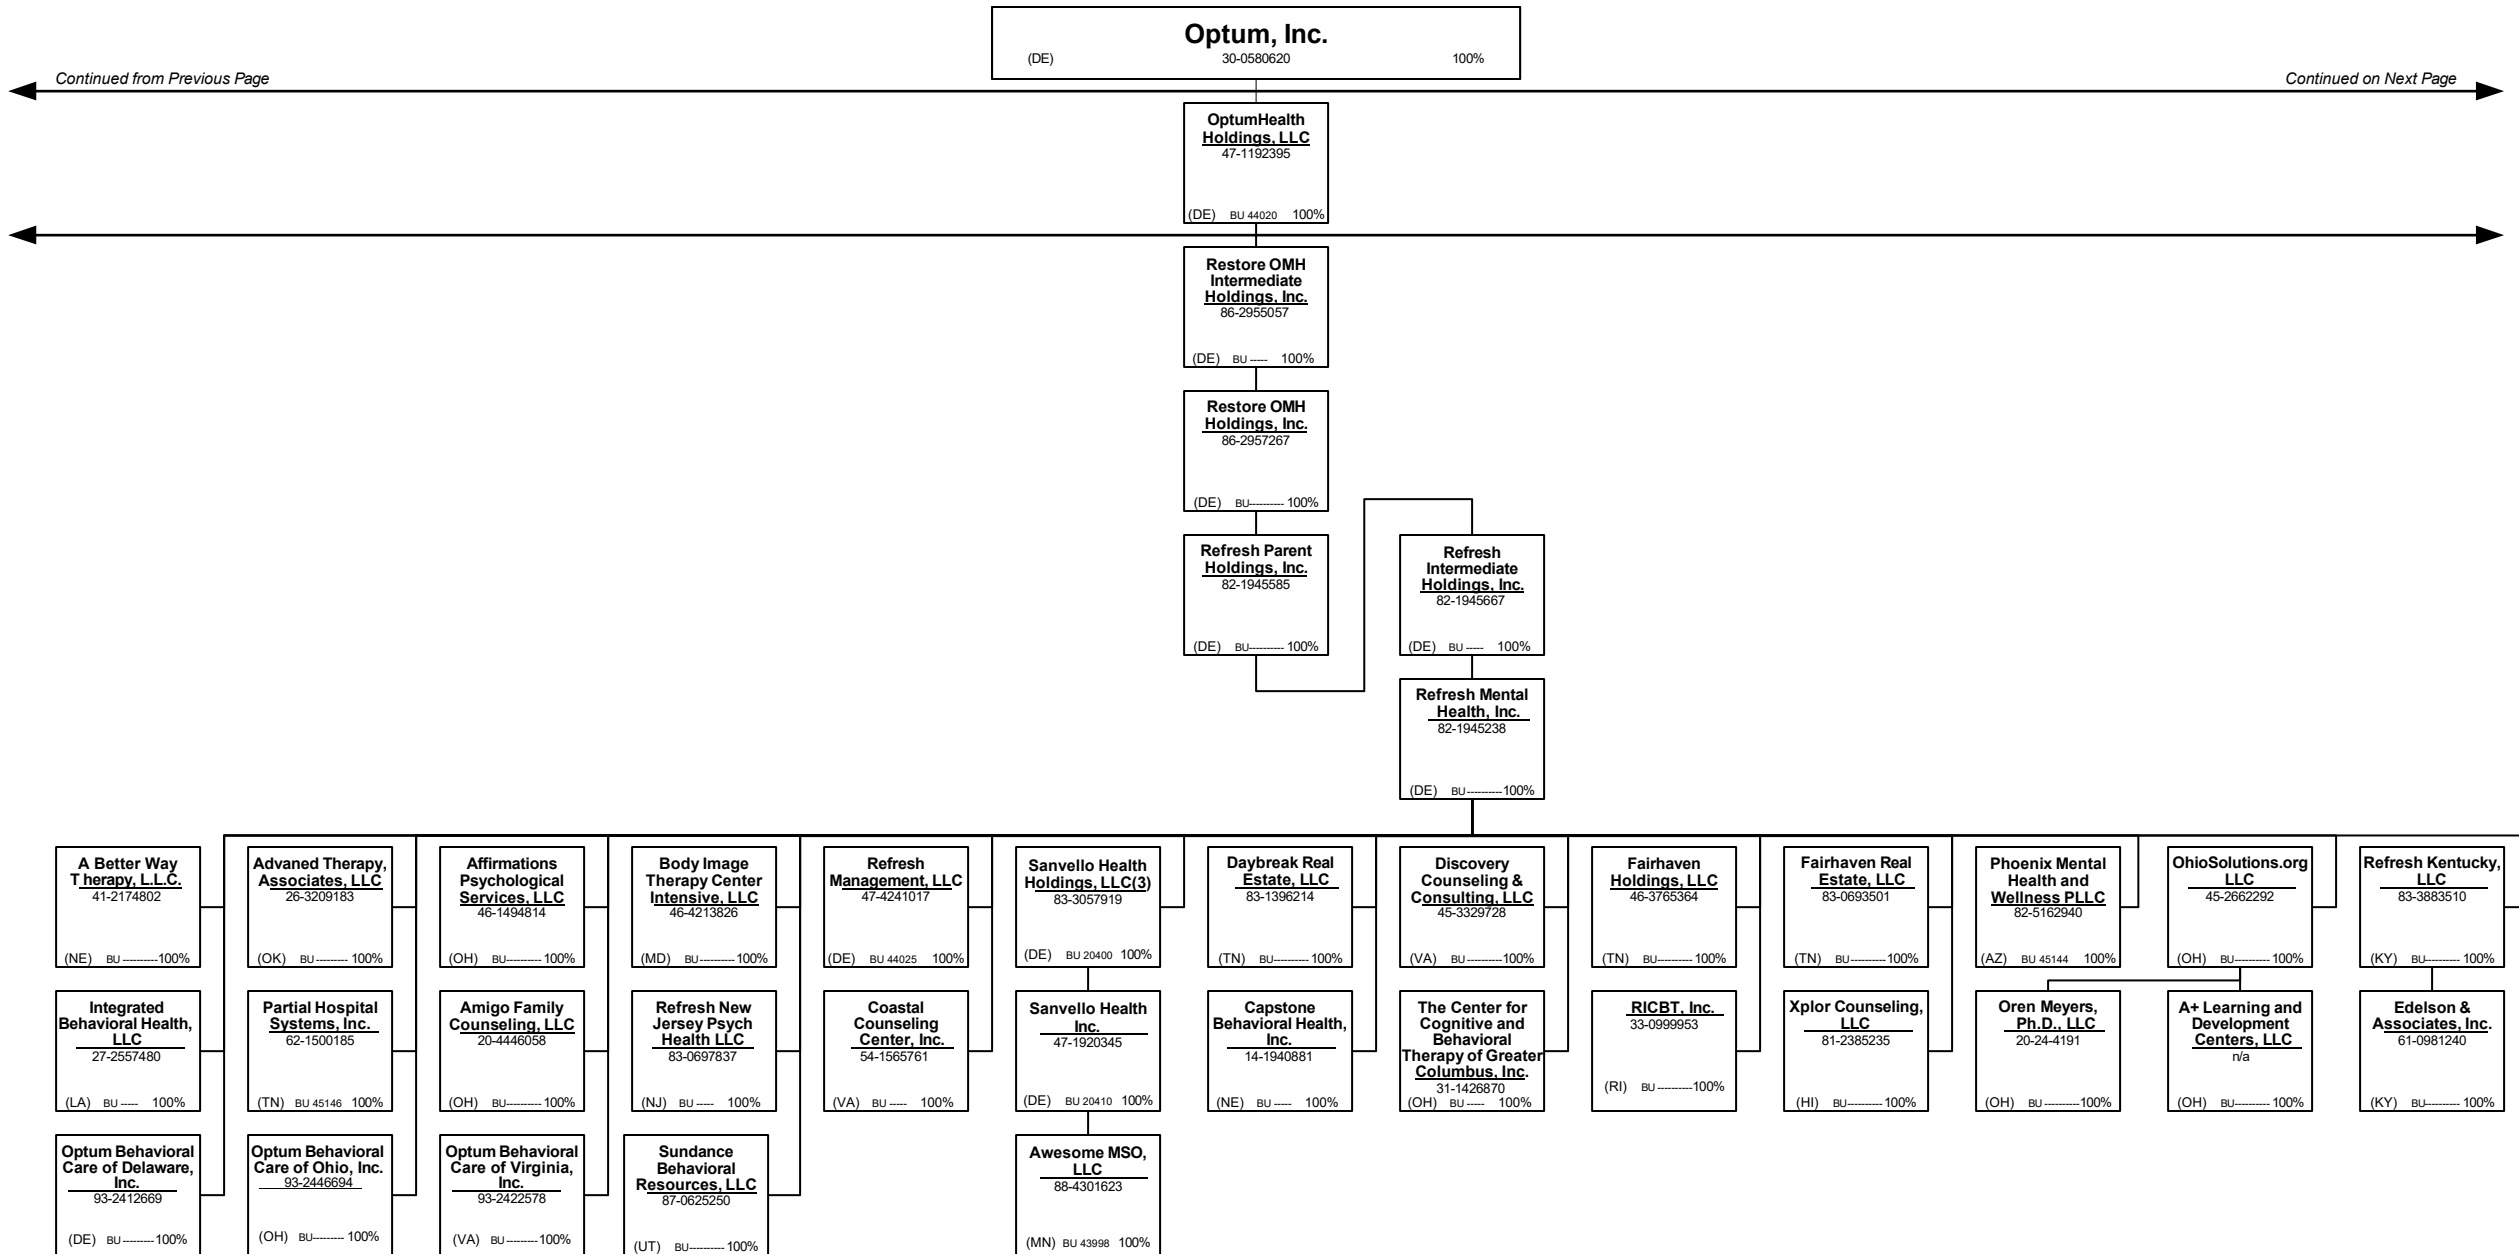 Optum, Inc.
(DE) 30-0580620 100%
Continued from Previous Page
Continued on Next Page
OptumHealth
Holdings, LLC
47-1192395
(DE) BU 44020 100%
Restore OMH
Intermediate
Holdings, Inc.
86-2955057
(DE) BU ----- 100%
Restore OMH
Holdings, Inc.
86-2957267
(DE) BU---------- 100%
Refresh Parent
Holdings, Inc.
82-1945585
(DE) BU---------- 100%
Refresh
Intermediate
Holdings, Inc.
82-1945667
(DE) BU ----- 100%
Refresh Mental
Health, Inc.
82-1945238
(DE) BU----------100%
A Better Way
Therapy, L.L.C.
41-2174802
(NE) BU ----------100%
Advaned Therapy,
Associates, LLC
26-3209183
(OK) BU--------- 100%
Affirmations
Psychological
Services, LLC
46-1494814
(OH) BU---------- 100%
Body Image
Therapy Center
Intensive, LLC
46-4213826
(MD) BU----------100%
Refresh
Management, LLC
47-4241017
(DE) BU 44025 100%
Sanvello Health
Holdings, LLC(3)
83-3057919
(DE) BU 20400 100%
Daybreak Real
Estate, LLC
83-1396214
(TN) BU---------- 100%
Discovery
Counseling &
Consulting, LLC
45-3329728
(VA) BU ----------100%
Fairhaven
Holdings, LLC
46-3765364
(TN) BU---------- 100%
Fairhaven Real
Estate, LLC
83-0693501
(TN) BU---------- 100%
Phoenix Mental
Health and
Wellness PLLC
82-5162940
(AZ) BU 45144 100%
OhioSolutions.org
LLC
45-2662292
(OH) BU---------- 100%
Refresh Kentucky,
LLC
83-3883510
(KY) BU---------- 100%
Integrated
Behavioral Health,
LLC
27-2557480
(LA) BU ----- 100%
Partial Hospital
Systems, Inc.
62-1500185
(TN) BU 45146 100%
Amigo Family
Counseling, LLC
20-4446058
(OH) BU---------- 100%
Refresh New
Jersey Psych
Health LLC
83-0697837
(NJ) BU ----- 100%
Coastal
Counseling
Center, Inc.
54-1565761
(VA) BU ----- 100%
Sanvello Health
Inc.
47-1920345
(DE) BU 20410 100%
Capstone
Behavioral Health,
Inc.
14-1940881
(NE) BU ----- 100%
The Center for
Cognitive and
Behavioral
Therapy of Greater
Columbus, Inc.
31-1426870
(OH) BU ----- 100%
RICBT, Inc.
33-0999953
(RI) BU ----------100%
Xplor Counseling,
LLC
81-2385235
(HI) BU---------- 100%
Oren Meyers,
Ph.D., LLC
20-24-4191
(OH) BU ----------100%
A+ Learning and
Development
Centers, LLC
n/a
(OH) BU---------- 100%
Edelson &
Associates, Inc.
61-0981240
(KY) BU---------- 100%
Optum Behavioral
Care of Delaware,
Inc.
93-2412669
(DE) BU ---------100%
Optum Behavioral
Care of Ohio, Inc.
93-2446694
(OH) BU--------- 100%
Optum Behavioral
Care of Virginia,
Inc.
93-2422578
(VA) BU ---------100%
Sundance
Behavioral
Resources, LLC
87-0625250
(UT) BU---------- 100%
Awesome MSO,
LLC
88-4301623
(MN) BU 43998 100%